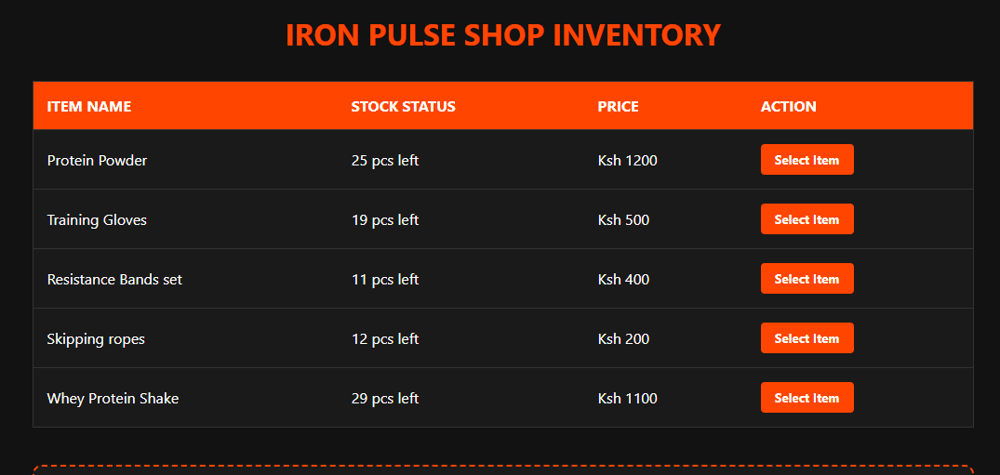 IRON PULSE SHOP INVENTORY
ITEM NAME STOCK STATUS PRICE ACTION
Protein Powder 25 pcs left Ksh 1200 Select Item
Training Gloves 19 pcs left Ksh 500 Select Item
Resistance Bands set 11 pcs left Ksh 400 Select Item
Skipping ropes 12 pcs left Ksh 200 Select Item
Whey Protein Shake 29 pcs left Ksh 1100 Select Item